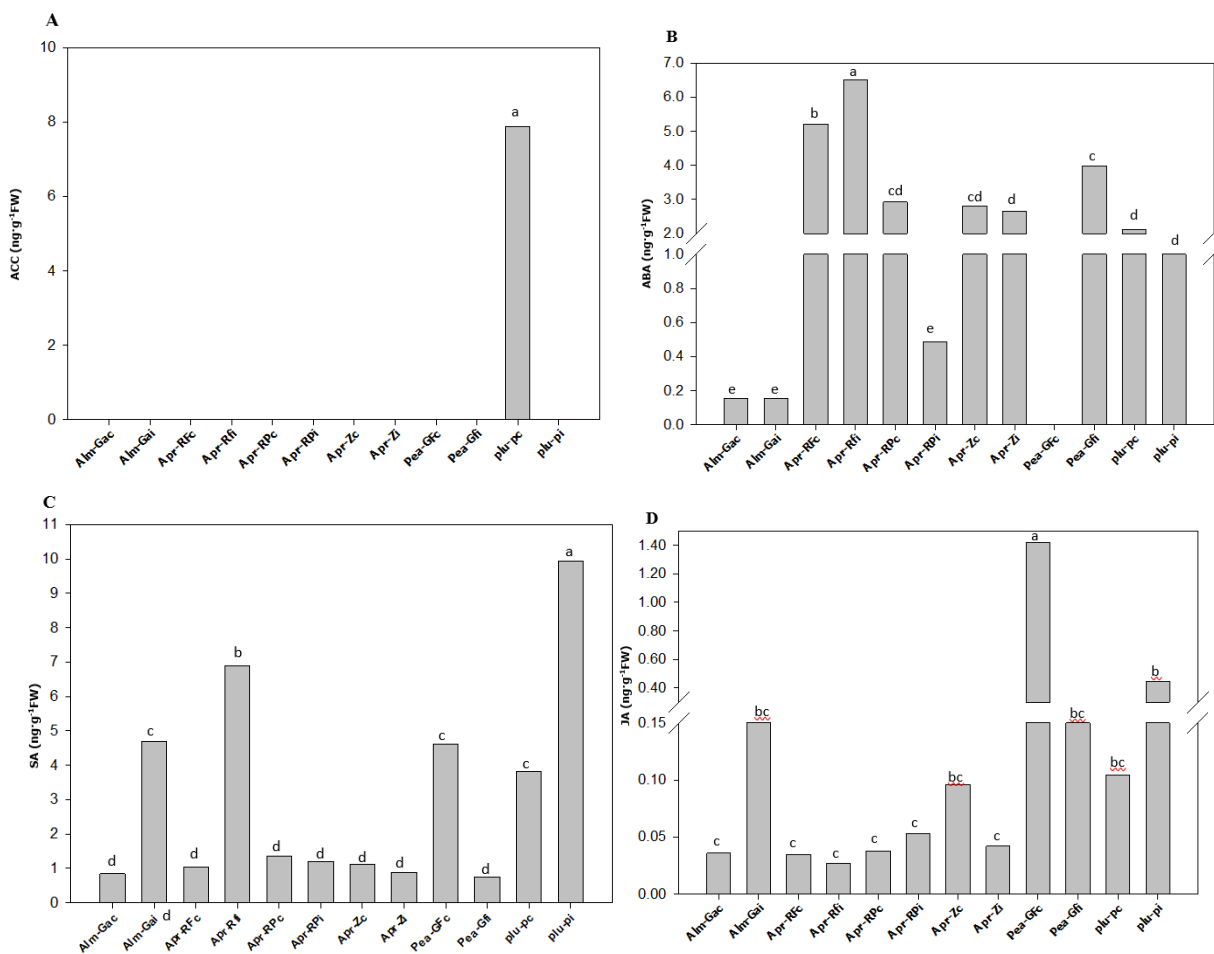 A
10
8
6
4
2
0
ACC (ng·g-1FW)
a
Alm-Gac
Alm-Gai
Apr-RFc
Apr-Rfi
Apr-RPc
Apr-RPi
Apr-Zc
Apr-Zi
Pea-GFc
Pea-Gfi
plu-pc
plu-pi
B
7.0
6.0
5.0
4.0
3.0
2.0
1.0
0.8
0.6
0.4
0.2
0.0
ABA (ng·g-1FW)
e
e
b
a
cd
e
cd
d
c
d
d
Alm-Gac
Alm-Gai
Apr-RFc
Apr-Rfi
Apr-RPc
Apr-RPi
Apr-Zc
Apr-Zi
Pea-GFc
Pea-Gfi
plu-pc
plu-pi
C
11
10
9
8
7
6
5
4
3
2
1
0
SA (ng·g-1FW)
d
c
d
b
d
d
d
d
c
d
c
a
Alm-Gac
Alm-Gai
d
Apr-RFc
Apr-Rfi
Apr-RPc
Apr-RPi
Apr-Zc
Apr-Zi
Pea-GFc
Pea-Gfi
plu-pc
plu-pi
D
1.40
1.20
1.00
0.80
0.60
0.40
0.15
0.10
0.05
0.00
JA (ng·g-1FW)
c
bc
c
c
c
c
bc
c
a
bc
bc
b
Alm-Gac
Alm-Gai
Apr-RFc
Apr-Rfi
Apr-RPc
Apr-RPi
Apr-Zc
Apr-Zi
Pea-Gfc
Pea-Gfi
plu-pc
plu-pi